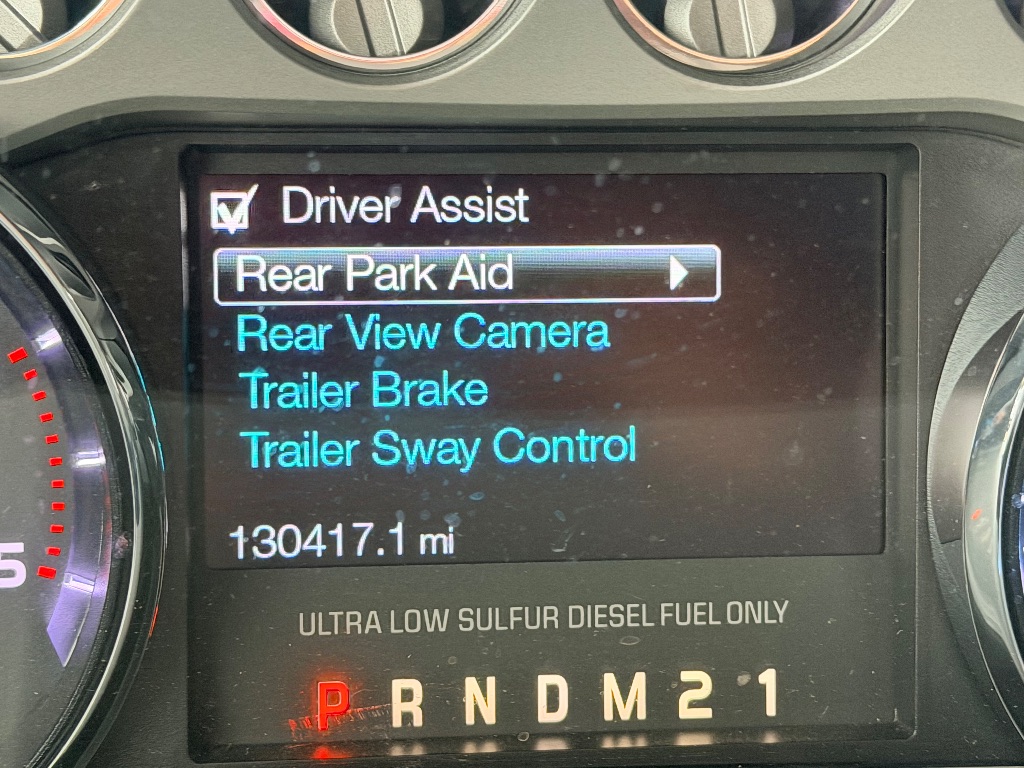 Driver Assist
Rear Park Aid
Rear View Camera
Trailer Brake
Trailer Sway Control
130417.1 mi
5
ULTRA LOW SULFUR DIESEL FUEL ONLY
P R N D M 2 1